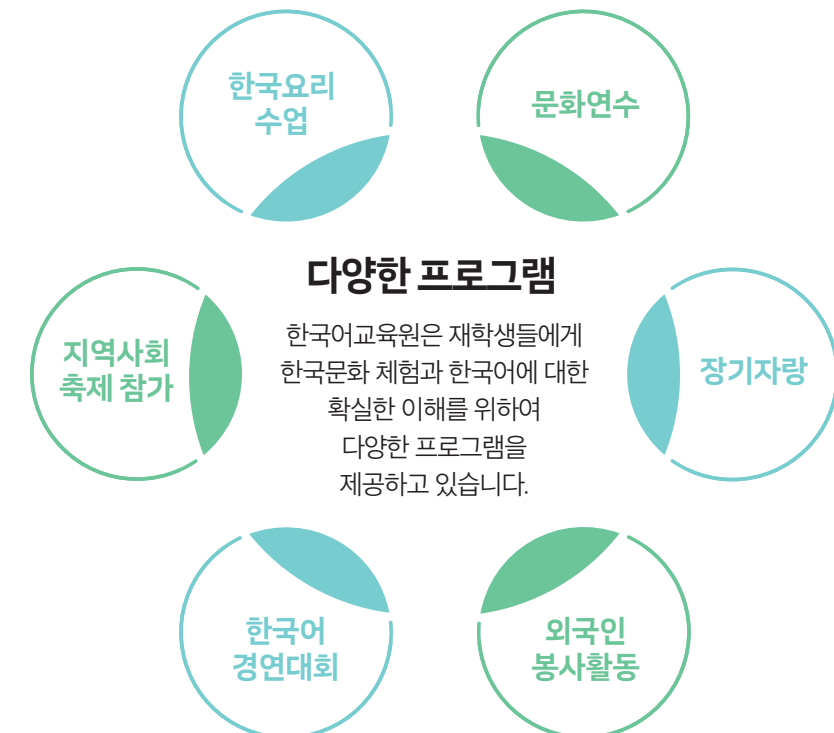 한국요리
수업
문화연수
다양한 프로그램
한국어교육원은 재학생들에게
한국문화 체험과 한국어에 대한
확실한 이해를 위하여
다양한 프로그램을
제공하고 있습니다.
지역사회
축제 참가
장기자랑
한국어
경연대회
외국인
봉사활동